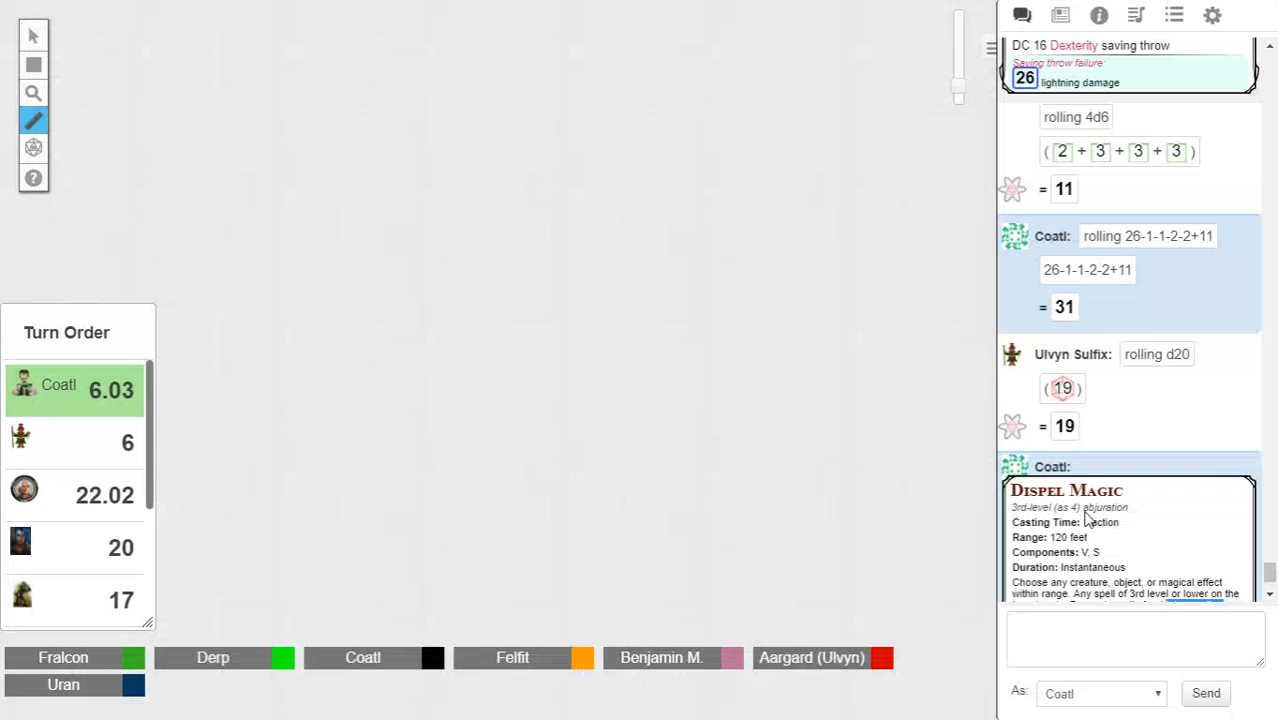 DC 16 Dexterity saving throw
Saving throw failure:
26 lightning damage
rolling 4d6
( 2 + 3 + 3 + 3 )
= 11
Coatl: rolling 26-1-1-2-2+11
26-1-1-2-2+11
= 31
Ulvyn Sulfix: rolling d20
( 19 )
= 19
Coatl:
DISPEL MAGIC
3rd-level (as 4) abjuration
Casting Time:
Range: 120 feet
Components: V, S
Duration: Instantaneous
Choose any creature, object, or magical effect
within range. Any spell of 3rd level or lower on the
As: Coatl
Send
Turn Order
Coatl 6.03
6
22.02
20
17
Fralcon
Derp
Coatl
Felfit
Benjamin M.
Aargard (Ulvyn)
Uran